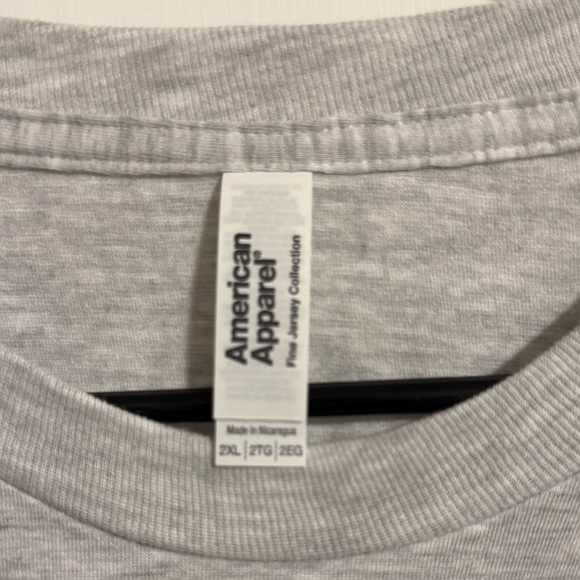 American
Apparel®
Fine Jersey Collection
Made in Nicaragua
2XL | 2TG | 2EG